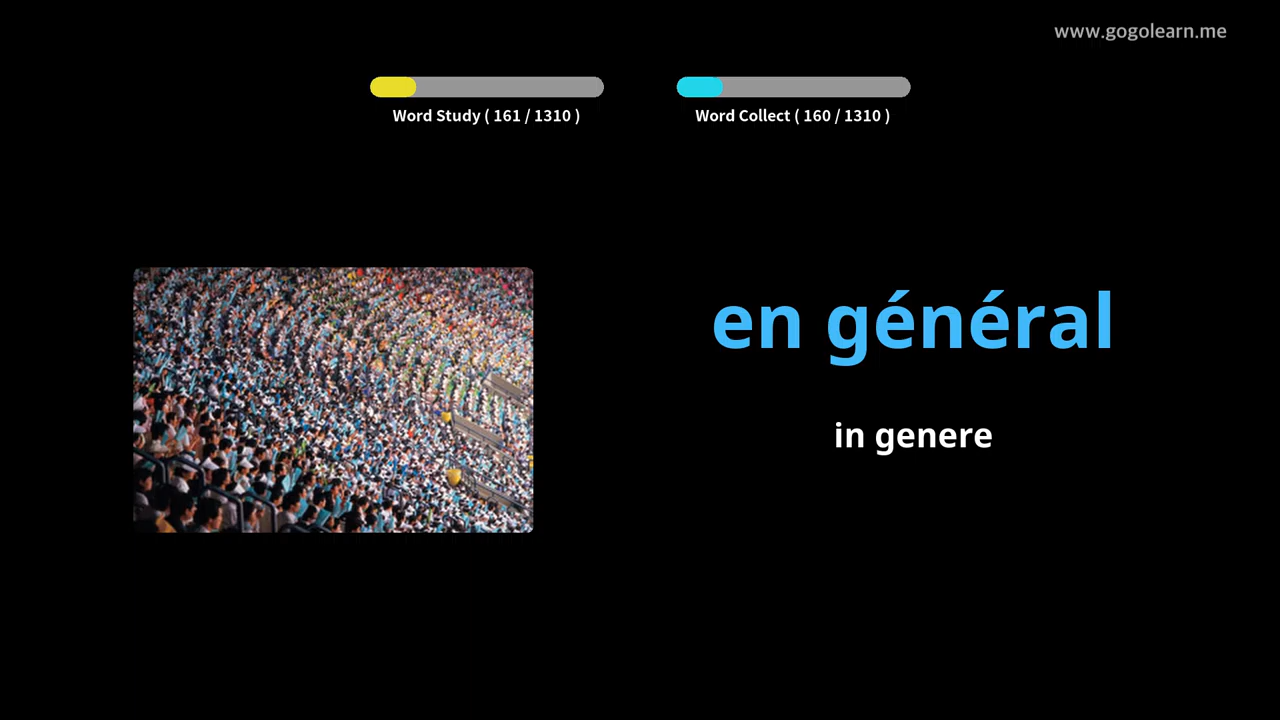 www.gogolearn.me
Word Study ( 161 / 1310 )
Word Collect ( 160 / 1310 )
en général
in genere